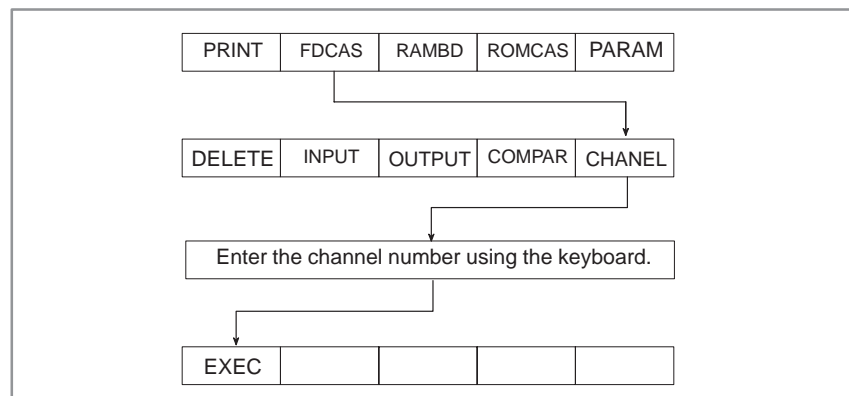 PRINT FDCAS RAMBD ROMCAS PARAM
DELETE INPUT OUTPUT COMPAR CHANEL
Enter the channel number using the keyboard.
EXEC